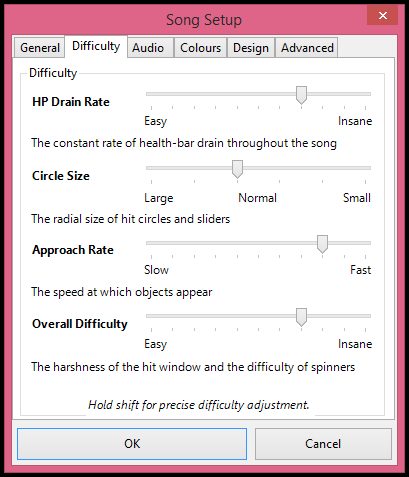 Song Setup
General Difficulty Audio Colours Design Advanced
Difficulty
HP Drain Rate
Easy Insane
The constant rate of health-bar drain throughout the song
Circle Size
Large Normal Small
The radial size of hit circles and sliders
Approach Rate
Slow Fast
The speed at which objects appear
Overall Difficulty
Easy Insane
The harshness of the hit window and the difficulty of spinners
Hold shift for precise difficulty adjustment.
OK Cancel